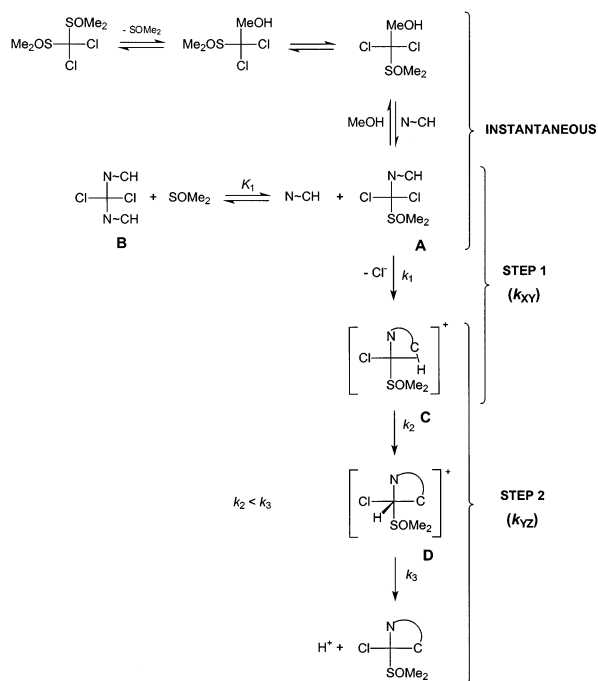 SOMe2 MeOH MeOH
- SOMe2
Me2OS Cl Me2OS Cl Cl Cl
Cl Cl SOMe2
MeOH N~CH INSTANTANEOUS
N~CH N~CH
Cl Cl + SOMe2 K1 N~CH + Cl Cl
N~CH SOMe2
B A
STEP 1
- Cl- k1 (kXY)
N +
C
Cl H
SOMe2
C
k2
N +
k2 < k3 Cl C STEP 2
H SOMe2 (kYZ)
D
k3
N
H+ + Cl C
SOMe2